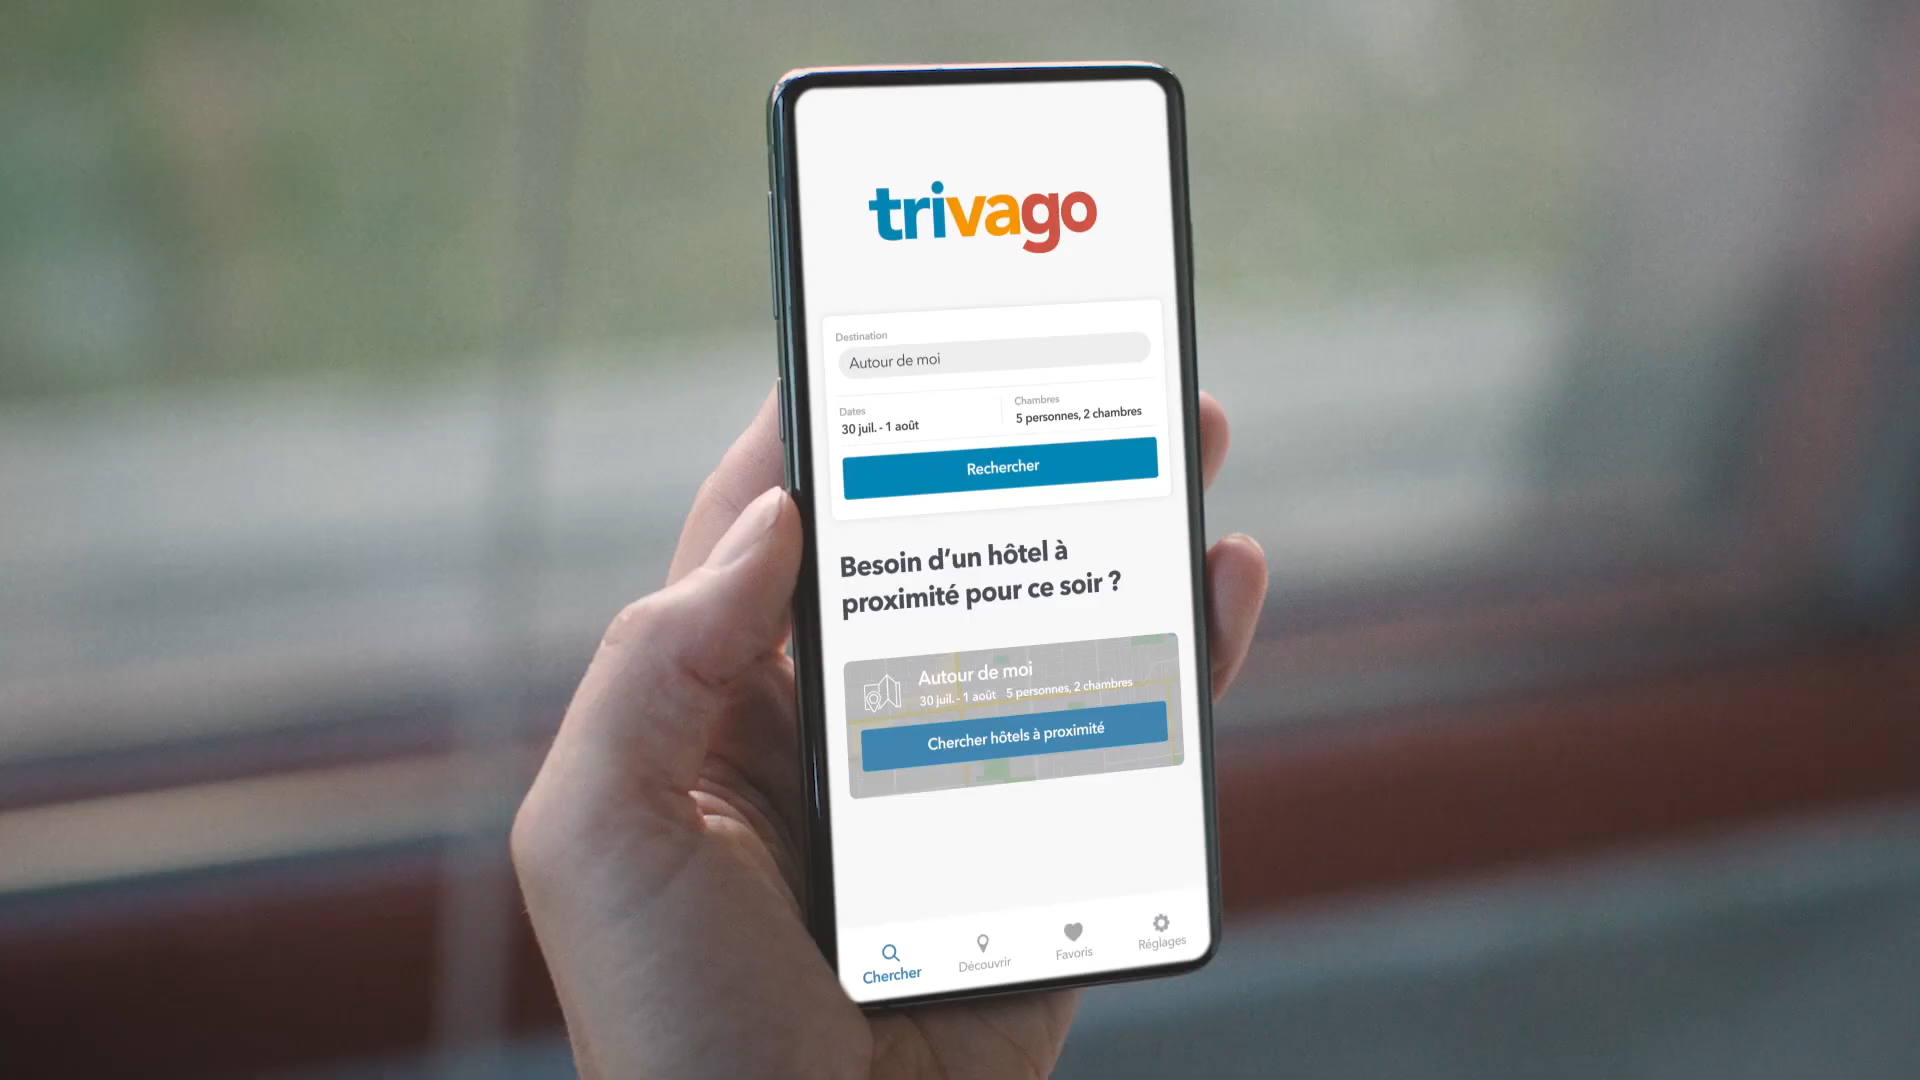 trivago
Destination
Autour de moi
Dates
30 juil. - 1 août
Chambres
5 personnes, 2 chambres
Rechercher
Besoin d’un hôtel à
proximité pour ce soir ?
Autour de moi
30 juil. - 1 août 5 personnes, 2 chambres
Chercher hôtels à proximité
Chercher
Découvrir
Favoris
Réglages